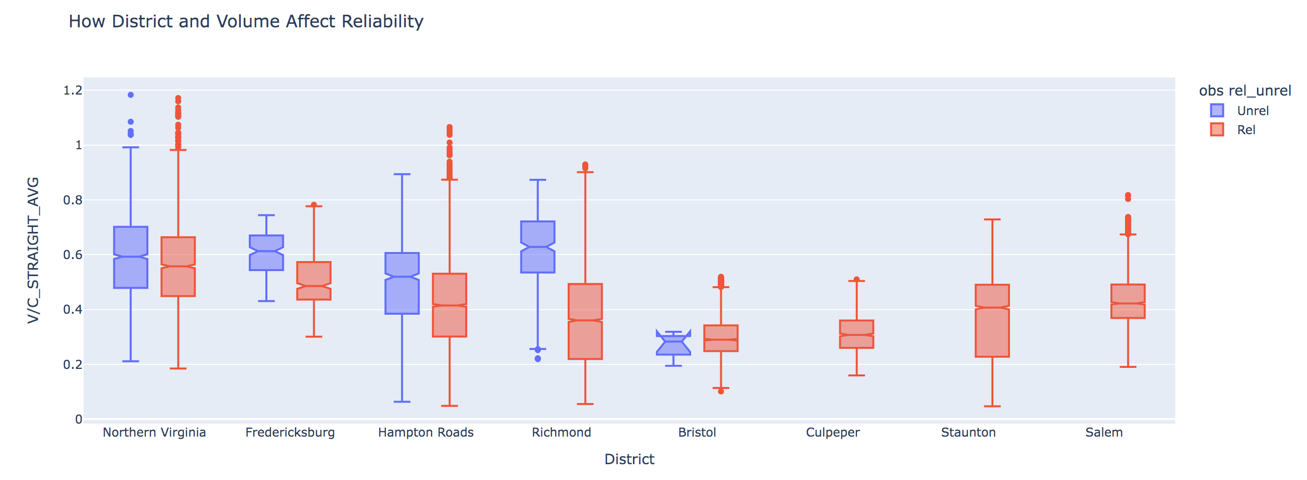 How District and Volume Affect Reliability
obs rel_unrel
Unrel
Rel
V/C_STRAIGHT_AVG
1.2
1
0.8
0.6
0.4
0.2
0
Northern Virginia Fredericksburg Hampton Roads Richmond Bristol Culpeper Staunton Salem
District